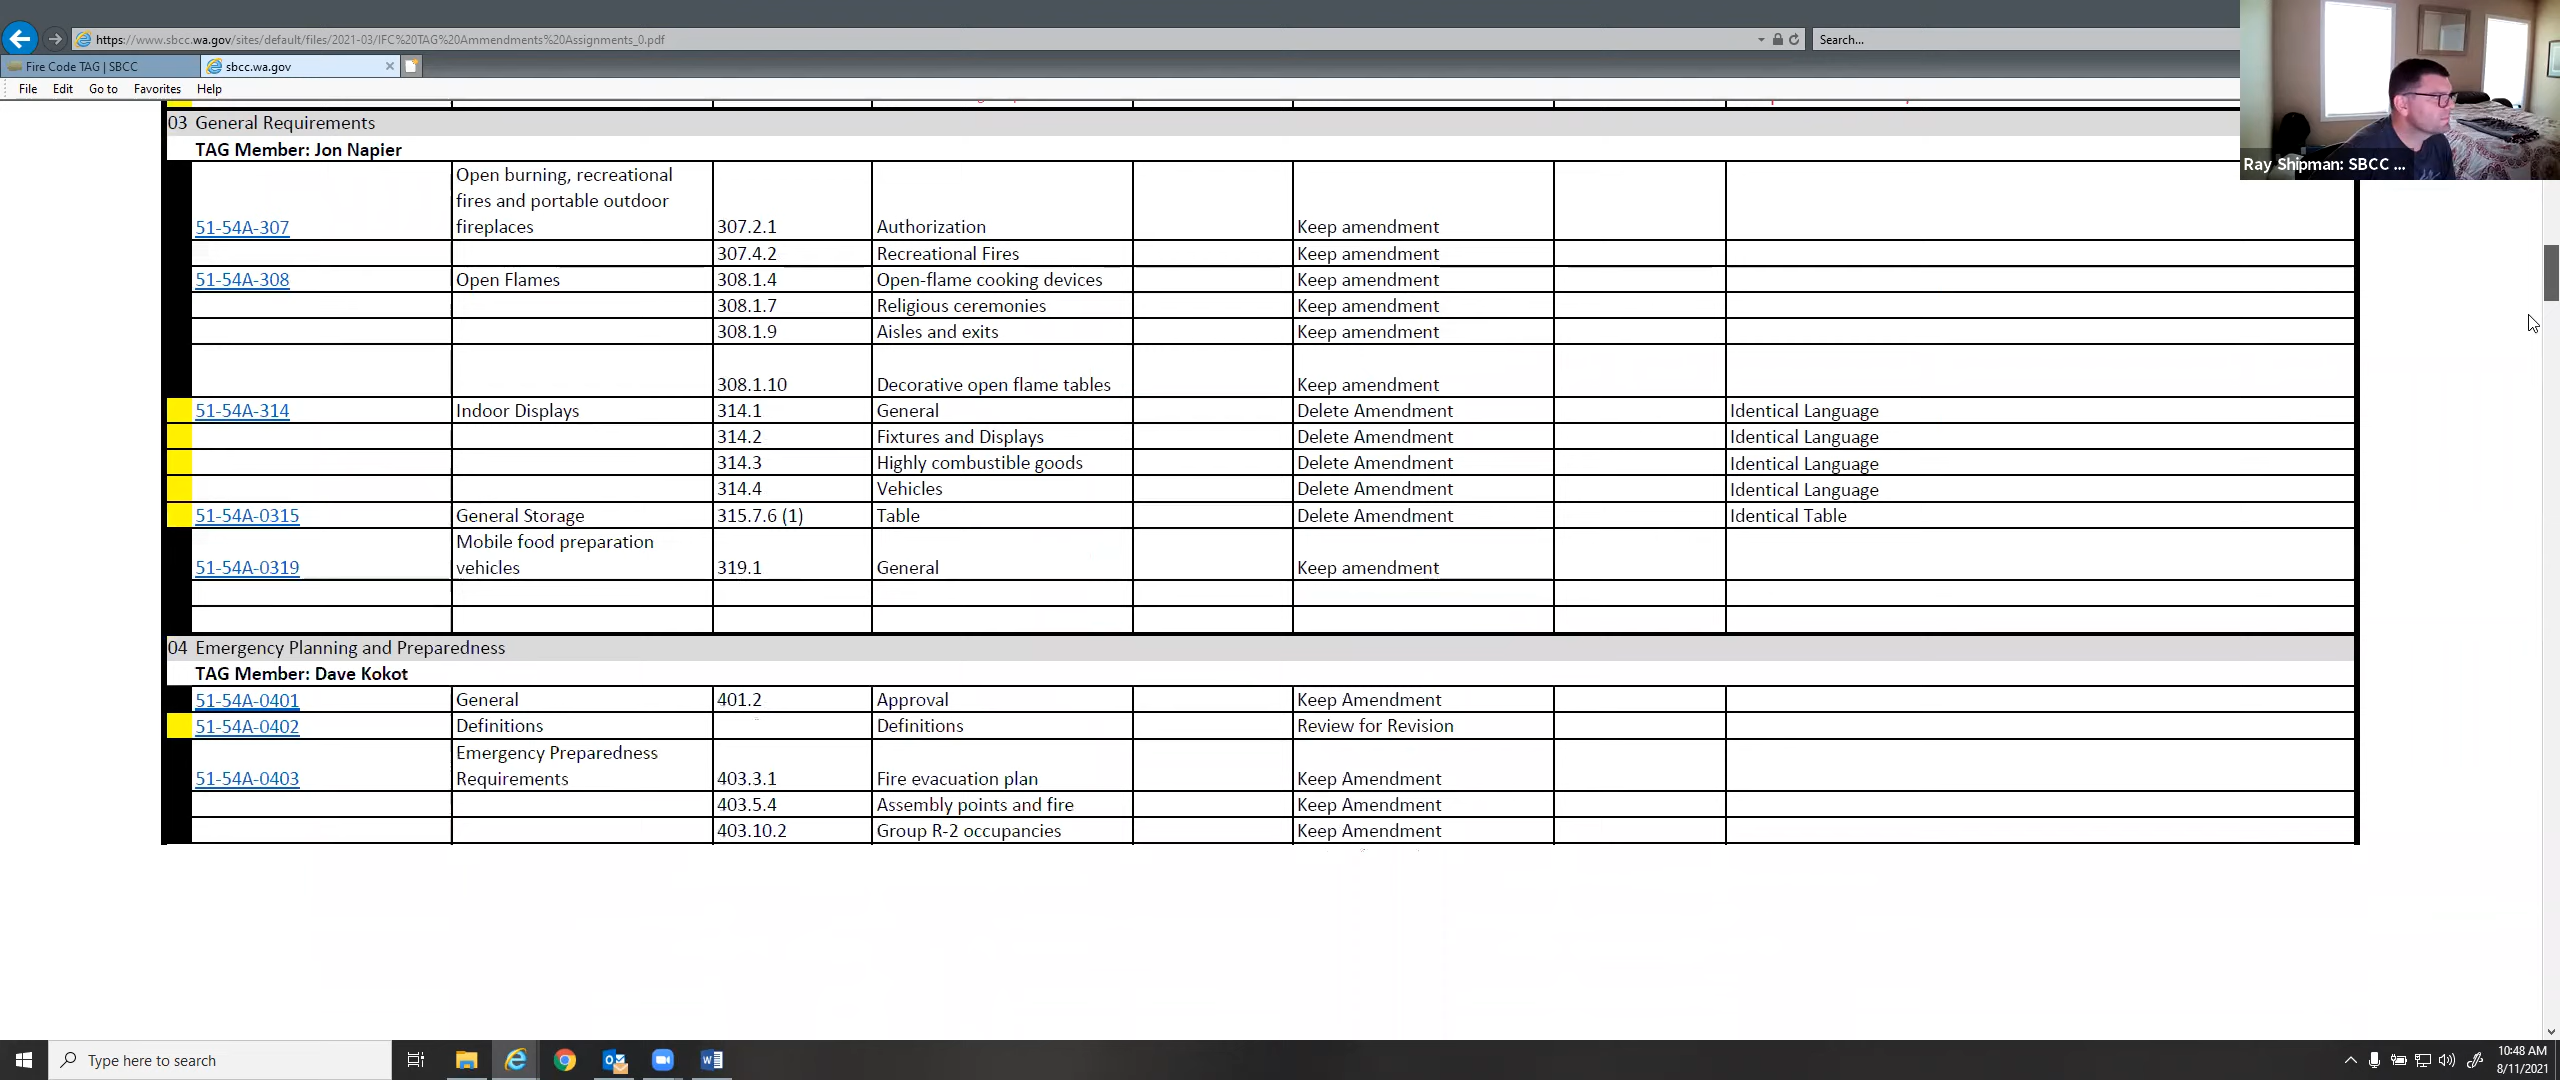 https://www.sbcc.wa.gov/sites/default/files/2021-03/IFC%20TAG%20Ammendments%20Assignments_0.pdf
Search...
Fire Code TAG | SBCC
sbcc.wa.gov
File Edit Go to Favorites Help
Ray Shipman: SBCC ...
03 General Requirements
TAG Member: Jon Napier
Open burning, recreational
fires and portable outdoor
51-54A-307 fireplaces 307.2.1 Authorization Keep amendment
307.4.2 Recreational Fires Keep amendment
51-54A-308 Open Flames 308.1.4 Open-flame cooking devices Keep amendment
308.1.7 Religious ceremonies Keep amendment
308.1.9 Aisles and exits Keep amendment
308.1.10 Decorative open flame tables Keep amendment
51-54A-314 Indoor Displays 314.1 General Delete Amendment Identical Language
314.2 Fixtures and Displays Delete Amendment Identical Language
314.3 Highly combustible goods Delete Amendment Identical Language
314.4 Vehicles Delete Amendment Identical Language
51-54A-0315 General Storage 315.7.6 (1) Table Delete Amendment Identical Table
Mobile food preparation
51-54A-0319 vehicles 319.1 General Keep amendment
04 Emergency Planning and Preparedness
TAG Member: Dave Kokot
51-54A-0401 General 401.2 Approval Keep Amendment
51-54A-0402 Definitions Definitions Review for Revision
Emergency Preparedness
51-54A-0403 Requirements 403.3.1 Fire evacuation plan Keep Amendment
403.5.4 Assembly points and fire Keep Amendment
403.10.2 Group R-2 occupancies Keep Amendment
Type here to search
10:48 AM
8/11/2021